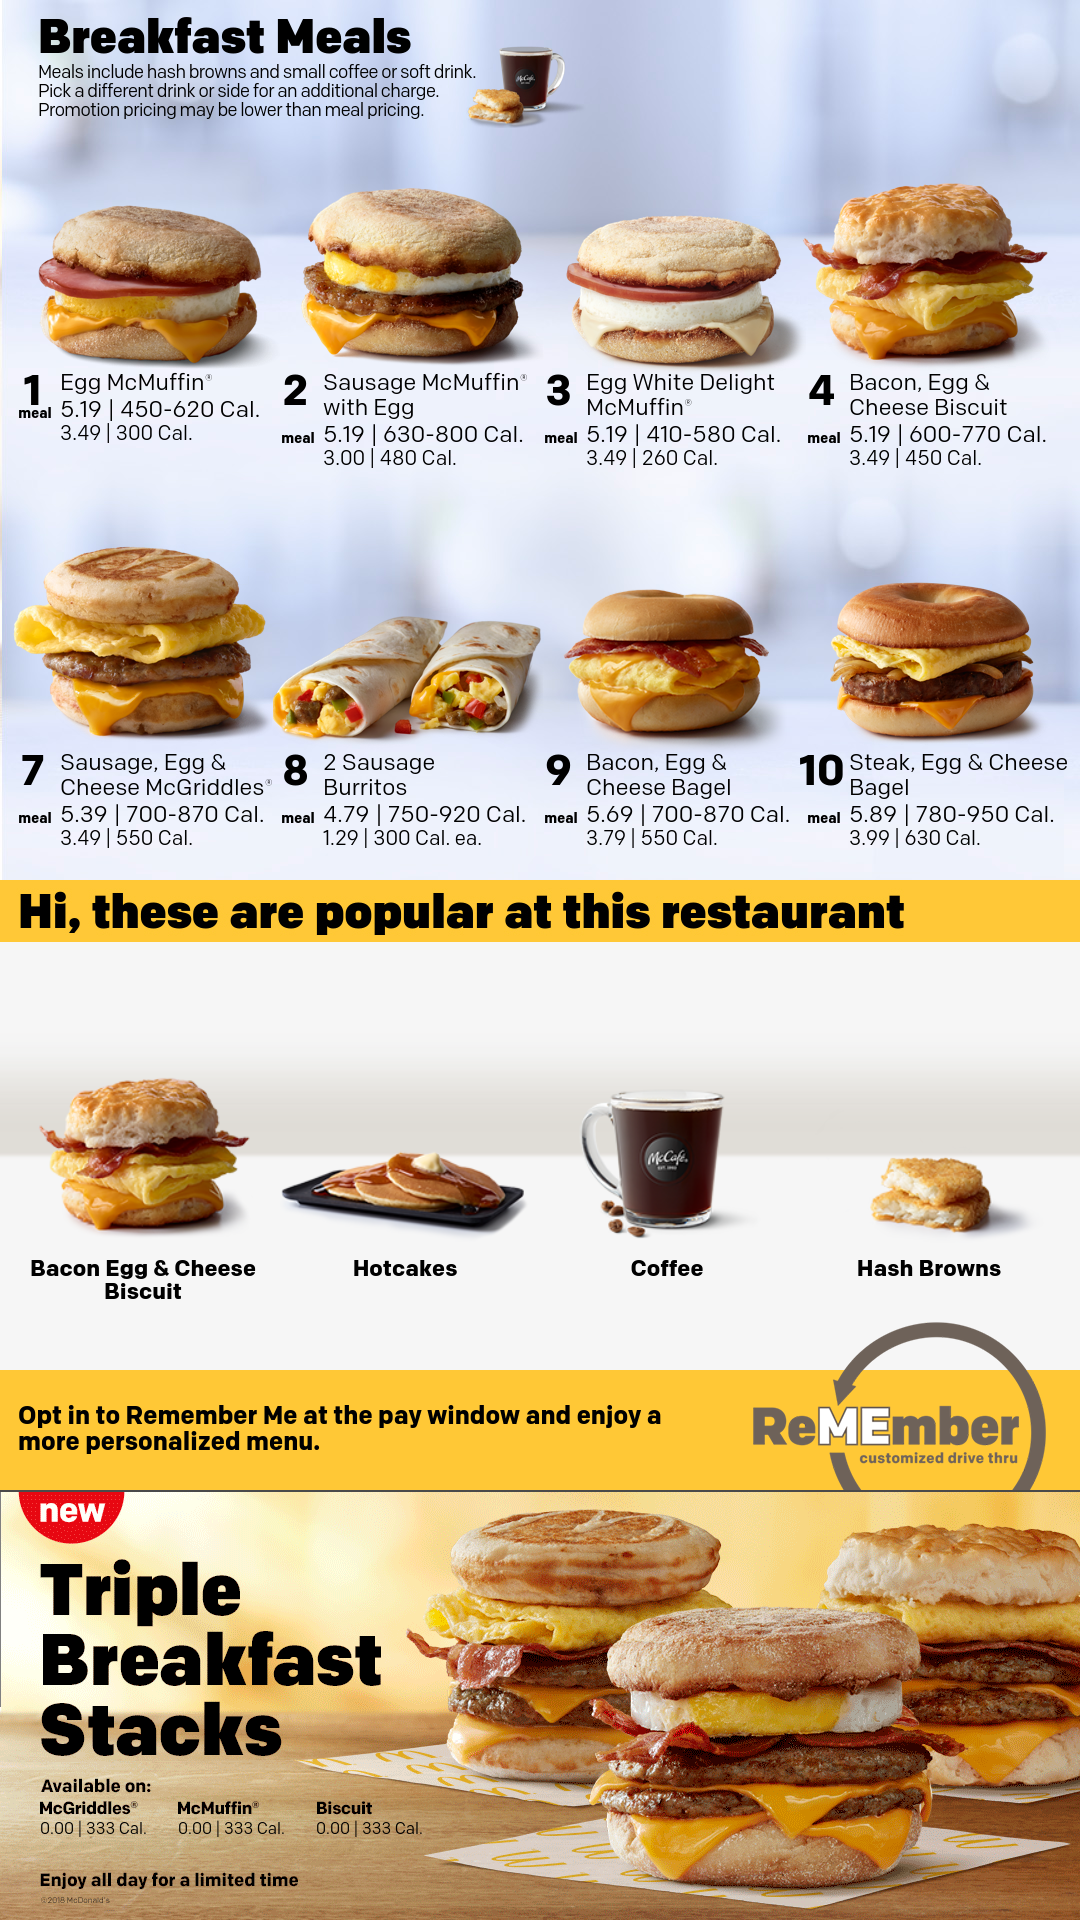 Breakfast Meals
Meals include hash browns and small coffee or soft drink.
Pick a different drink or side for an additional charge.
Promotion pricing may be lower than meal pricing.
McCafé
1 Egg McMuffin®
meal 5.19 | 450-620 Cal.
3.49 | 300 Cal.
2 Sausage McMuffin®
with Egg
meal 5.19 | 630-800 Cal.
3.00 | 480 Cal.
3 Egg White Delight
McMuffin®
meal 5.19 | 410-580 Cal.
3.49 | 260 Cal.
4 Bacon, Egg &
Cheese Biscuit
meal 5.19 | 600-770 Cal.
3.49 | 450 Cal.
7 Sausage, Egg &
Cheese McGriddles®
meal 5.39 | 700-870 Cal.
3.49 | 550 Cal.
8 2 Sausage
Burritos
meal 4.79 | 750-920 Cal.
1.29 | 300 Cal. ea.
9 Bacon, Egg &
Cheese Bagel
meal 5.69 | 700-870 Cal.
3.79 | 550 Cal.
10 Steak, Egg & Cheese
Bagel
meal 5.89 | 780-950 Cal.
3.99 | 630 Cal.
Hi, these are popular at this restaurant
McCafé®
EST. 1993
Bacon Egg & Cheese
Biscuit
Hotcakes
Coffee
Hash Browns
Opt in to Remember Me at the pay window and enjoy a
more personalized menu.
ReMEmber
customized drive thru
new
Triple
Breakfast
Stacks
Available on:
McGriddles® McMuffin® Biscuit
0.00 | 333 Cal. 0.00 | 333 Cal. 0.00 | 333 Cal.
Enjoy all day for a limited time
©2018 McDonald's